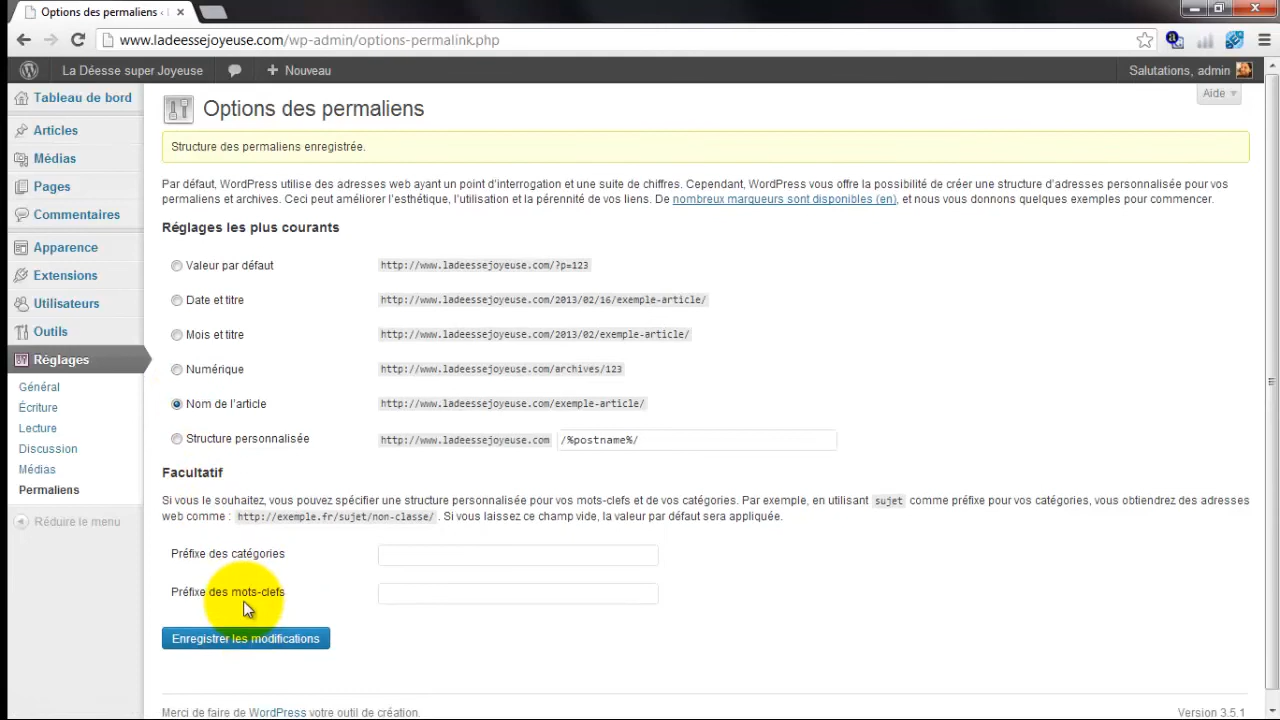 Options des permaliens ‹
www.ladeessejoyeuse.com/wp-admin/options-permalink.php
La Déesse super Joyeuse
Nouveau
Salutations, admin
Aide
Tableau de bord
Articles
Médias
Pages
Commentaires
Apparence
Extensions
Utilisateurs
Outils
Réglages
Général
Écriture
Lecture
Discussion
Médias
Permaliens
Réduire le menu
Options des permaliens
Structure des permaliens enregistrée.
Par défaut, WordPress utilise des adresses web ayant un point d’interrogation et une suite de chiffres. Cependant, WordPress vous offre la possibilité de créer une structure d’adresses personnalisée pour vos
permaliens et archives. Ceci peut améliorer l’esthétique, l’utilisation et la pérennité de vos liens. De nombreux marqueurs sont disponibles (en), et nous vous donnons quelques exemples pour commencer.
Réglages les plus courants
Valeur par défaut http://www.ladeessejoyeuse.com/?p=123
Date et titre http://www.ladeessejoyeuse.com/2013/02/16/exemple-article/
Mois et titre http://www.ladeessejoyeuse.com/2013/02/exemple-article/
Numérique http://www.ladeessejoyeuse.com/archives/123
Nom de l’article http://www.ladeessejoyeuse.com/exemple-article/
Structure personnalisée http://www.ladeessejoyeuse.com /%postname%/
Facultatif
Si vous le souhaitez, vous pouvez spécifier une structure personnalisée pour vos mots-clefs et de vos catégories. Par exemple, en utilisant sujet comme préfixe pour vos catégories, vous obtiendrez des adresses
web comme : http://exemple.fr/sujet/non-classe/ . Si vous laissez ce champ vide, la valeur par défaut sera appliquée.
Préfixe des catégories
Préfixe des mots-clefs
Enregistrer les modifications
Merci de faire de WordPress votre outil de création.
Version 3.5.1